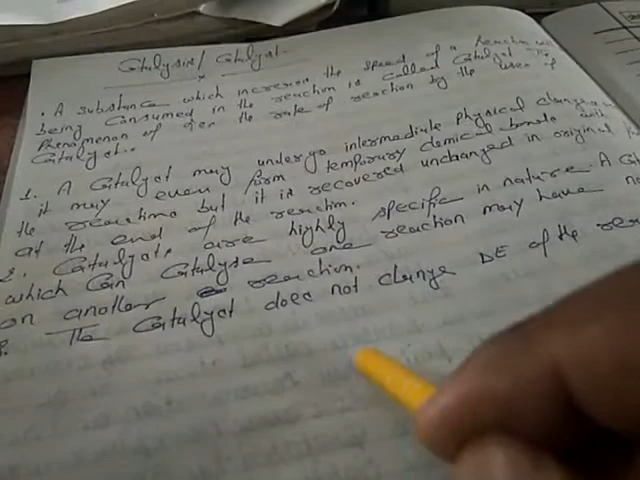 Catalysis / Catalyst
. A substance which increases the speed of a reaction
being consumed in the reaction is called Catalyst
Phenomenon of the rate of reaction by the use of
Catalyst.
1. A Catalyst may undergo intermediate physical changes
it may even form temporary chemical bonds with
the reactions but it is recovered unchanged in original
at the end of the reaction.
2. Catalysts are highly specific in nature. A
which can Catalyse one reaction may have no
on another reaction.
The Catalyst does not change ΔE of the